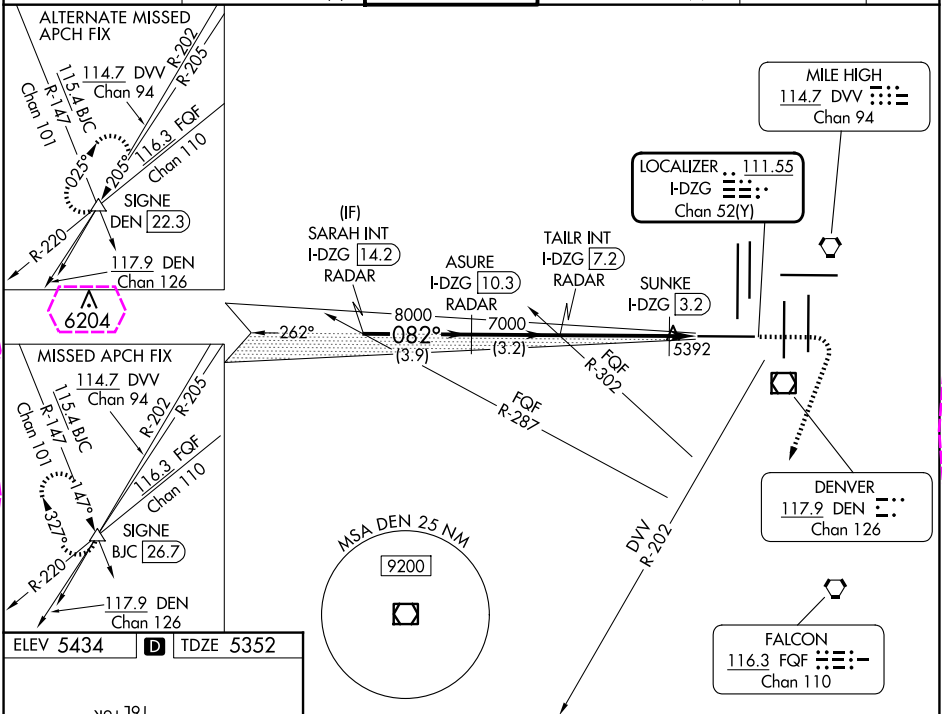 ALTERNATE MISSED
APCH FIX
R-202
R-205
114.7 DVV
Chan 94
115.4 BJC
R-147
Chan 101
116.3 FQF
Chan 110
025°
205°
SIGNE
DEN 22.3
R-220
117.9 DEN
Chan 126
6204
MISSED APCH FIX
114.7 DVV
Chan 94
R-202
R-205
115.4 BJC
R-147
Chan 101
116.3 FQF
Chan 110
147°
327°
SIGNE
BJC 26.7
R-220
117.9 DEN
Chan 126
MILE HIGH
114.7 DVV
Chan 94
LOCALIZER 111.55
I-DZG
Chan 52(Y)
(IF)
SARAH INT
I-DZG 14.2
RADAR
ASURE
I-DZG 10.3
RADAR
TAILR INT
I-DZG 7.2
RADAR
SUNKE
I-DZG 3.2
262°
8000
082°
7000
(3.9)
(3.2)
5392
FQF
R-302
FQF
R-287
DVV
R-202
DENVER
117.9 DEN
Chan 126
MSA DEN 25 NM
9200
FALCON
116.3 FQF
Chan 110
ELEV 5434
D
TDZE 5352